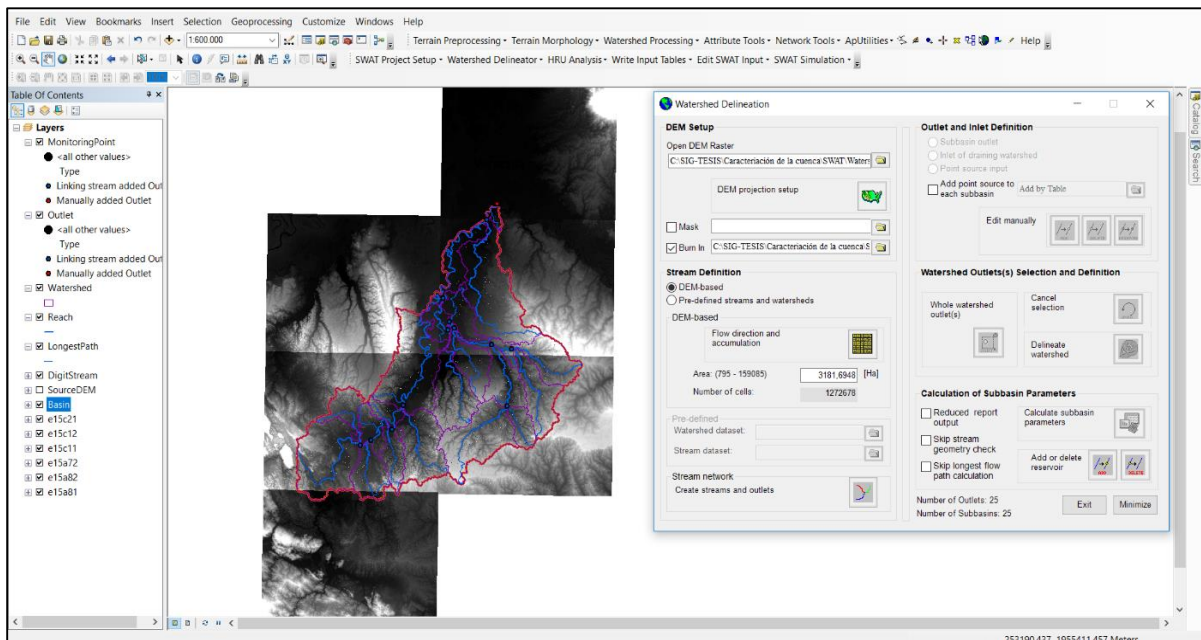 File Edit View Bookmarks Insert Selection Geoprocessing Customize Windows Help
1:600.000
Terrain Preprocessing Terrain Morphology Watershed Processing Attribute Tools Network Tools ApUtilities Help
SWAT Project Setup Watershed Delineator HRU Analysis Write Input Tables Edit SWAT Input SWAT Simulation
Table Of Contents
Layers
MonitoringPoint
<all other values>
Type
Linking stream added Out
Manually added Outlet
Outlet
<all other values>
Type
Linking stream added Out
Manually added Outlet
Watershed
Reach
LongestPath
DigitStream
SourceDEM
Basin
e15c21
e15c12
e15c11
e15a72
e15a82
e15a81
Watershed Delineation
DEM Setup
Open DEM Raster
C:\SIG-TESIS\Caracteriación de la cuenca\SWAT\Water
DEM projection setup
Mask
Burn In
C:\SIG-TESIS\Caracteriación de la cuenca\S
Stream Definition
DEM-based
Pre-defined streams and watersheds
DEM-based
Flow direction and
accumulation
Area: (795 - 159085) 3181,6948 [Ha]
Number of cells: 1272678
Pre-defined
Watershed dataset:
Stream dataset:
Stream network
Create streams and outlets
Outlet and Inlet Definition
Subbasin outlet
Inlet of draining watershed
Point source input
Add point source to
each subbasin
Add by Table
Edit manually
ADD DELETE
Watershed Outlets(s) Selection and Definition
Whole watershed
outlet(s)
Cancel
selection
Delineate
watershed
Calculation of Subbasin Parameters
Reduced report
output
Skip stream
geometry check
Skip longest flow
path calculation
Calculate subbasin
parameters
Add or delete
reservoir
ADD DELETE
Number of Outlets: 25
Number of Subbasins: 25
Exit Minimize
Catalog
Search
253190,437 1955411,457 Meters